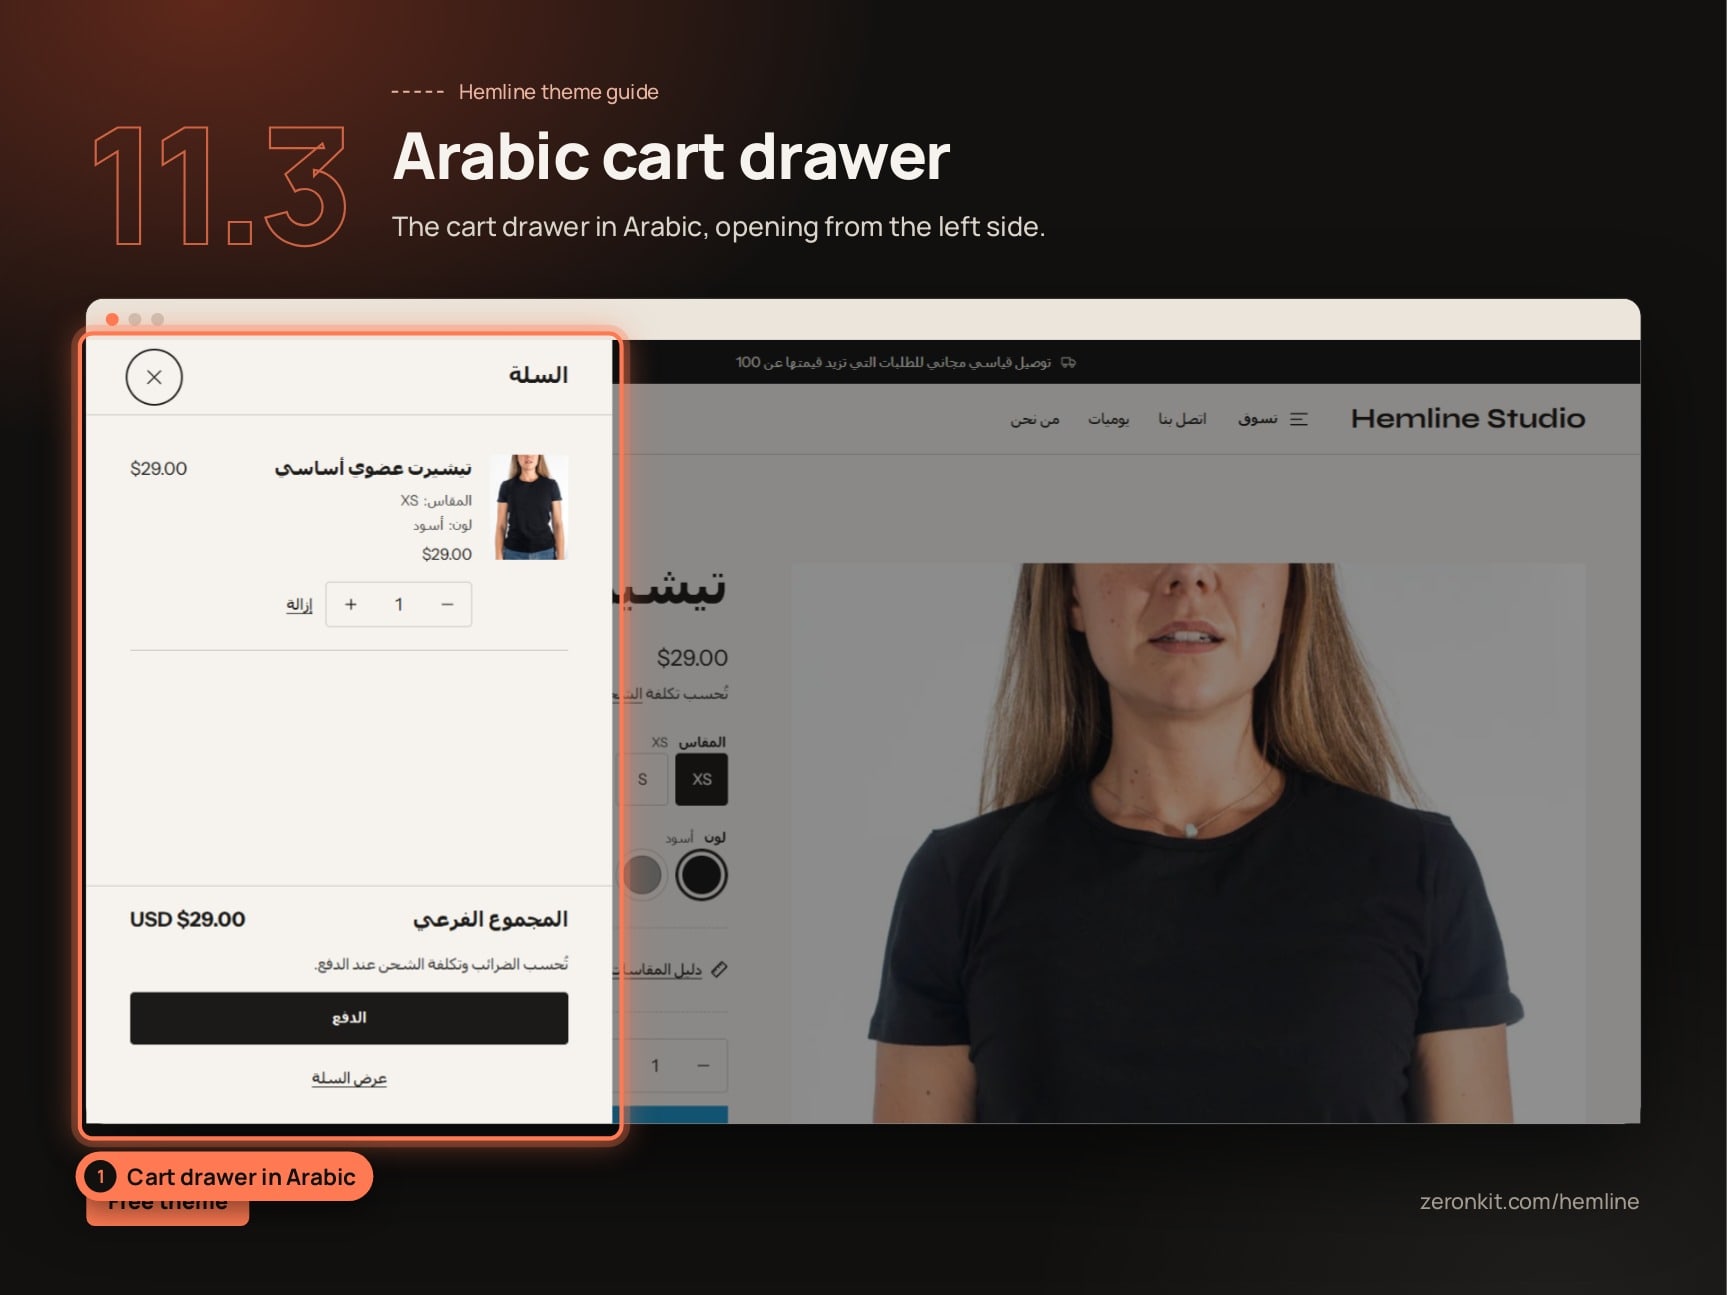 Hemline theme guide
11.3
Arabic cart drawer
The cart drawer in Arabic, opening from the left side.
السلة
تيشيرت عضوي أساسي
$29.00
المقاس: XS
لون: أسود
$29.00
− 1 +
إزالة
المجموع الفرعي
USD $29.00
تُحسب الضرائب وتكلفة الشحن عند الدفع.
الدفع
عرض السلة
توصيل قياسي مجاني للطلبات التي تزيد قيمتها عن 100
Hemline Studio
تسوق
اتصل بنا
يوميات
من نحن
$29.00
تُحسب تكلفة
المقاس XS
XS S
لون أسود
دليل المقاسات
− 1
1 Cart drawer in Arabic
Free theme
zeronkit.com/hemline